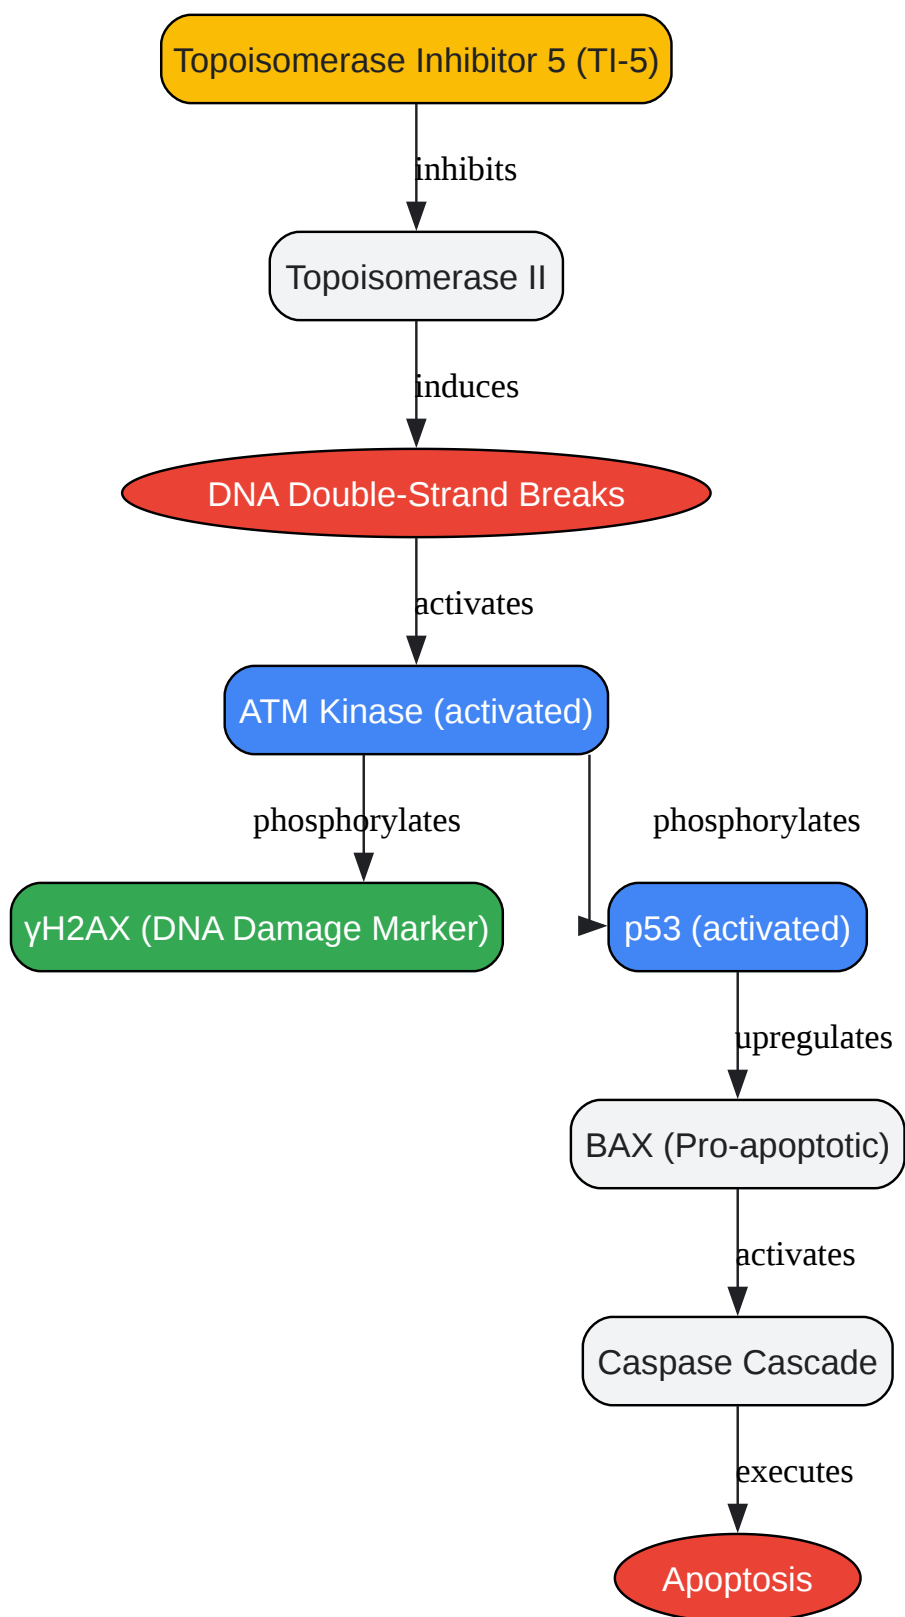 Topoisomerase Inhibitor 5 (TI-5)
inhibits
Topoisomerase II
induces
DNA Double-Strand Breaks
activates
ATM Kinase (activated)
phosphorylates
phosphorylates
γH2AX (DNA Damage Marker)
p53 (activated)
upregulates
BAX (Pro-apoptotic)
activates
Caspase Cascade
executes
Apoptosis